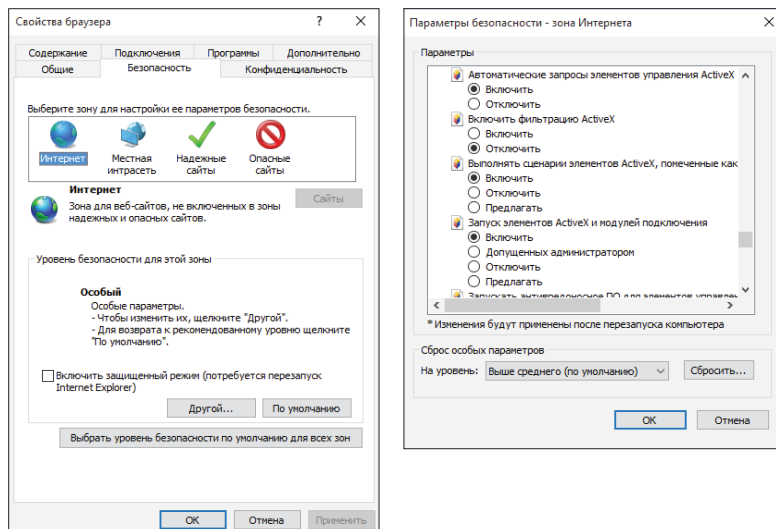 Свойства браузера
?
Содержание Подключения Программы Дополнительно
Общие Безопасность Конфиденциальность
Выберите зону для настройки ее параметров безопасности.
Интернет
Местная
интрасеть
Надежные
сайты
Опасные
сайты
Интернет
Зона для веб-сайтов, не включенных в зоны
надежных и опасных сайтов.
Сайты
Уровень безопасности для этой зоны
Особый
Особые параметры.
- Чтобы изменить их, щелкните "Другой".
- Для возврата к рекомендованному уровню щелкните
"По умолчанию".
Включить защищенный режим (потребуется перезапуск
Internet Explorer)
Другой... По умолчанию
Выбрать уровень безопасности по умолчанию для всех зон
ОК Отмена Применить
Параметры безопасности - зона Интернета
Параметры
Автоматические запросы элементов управления ActiveX
Включить
Отключить
Включить фильтрацию ActiveX
Включить
Отключить
Выполнять сценарии элементов ActiveX, помеченные как
Включить
Отключить
Предлагать
Запуск элементов ActiveX и модулей подключения
Включить
Допущенных администратором
Отключить
Предлагать
Запускать антивредоносное ПО для элементов управлен
*Изменения будут применены после перезапуска компьютера
Сброс особых параметров
На уровень: Выше среднего (по умолчанию) Сбросить...
ОК Отмена